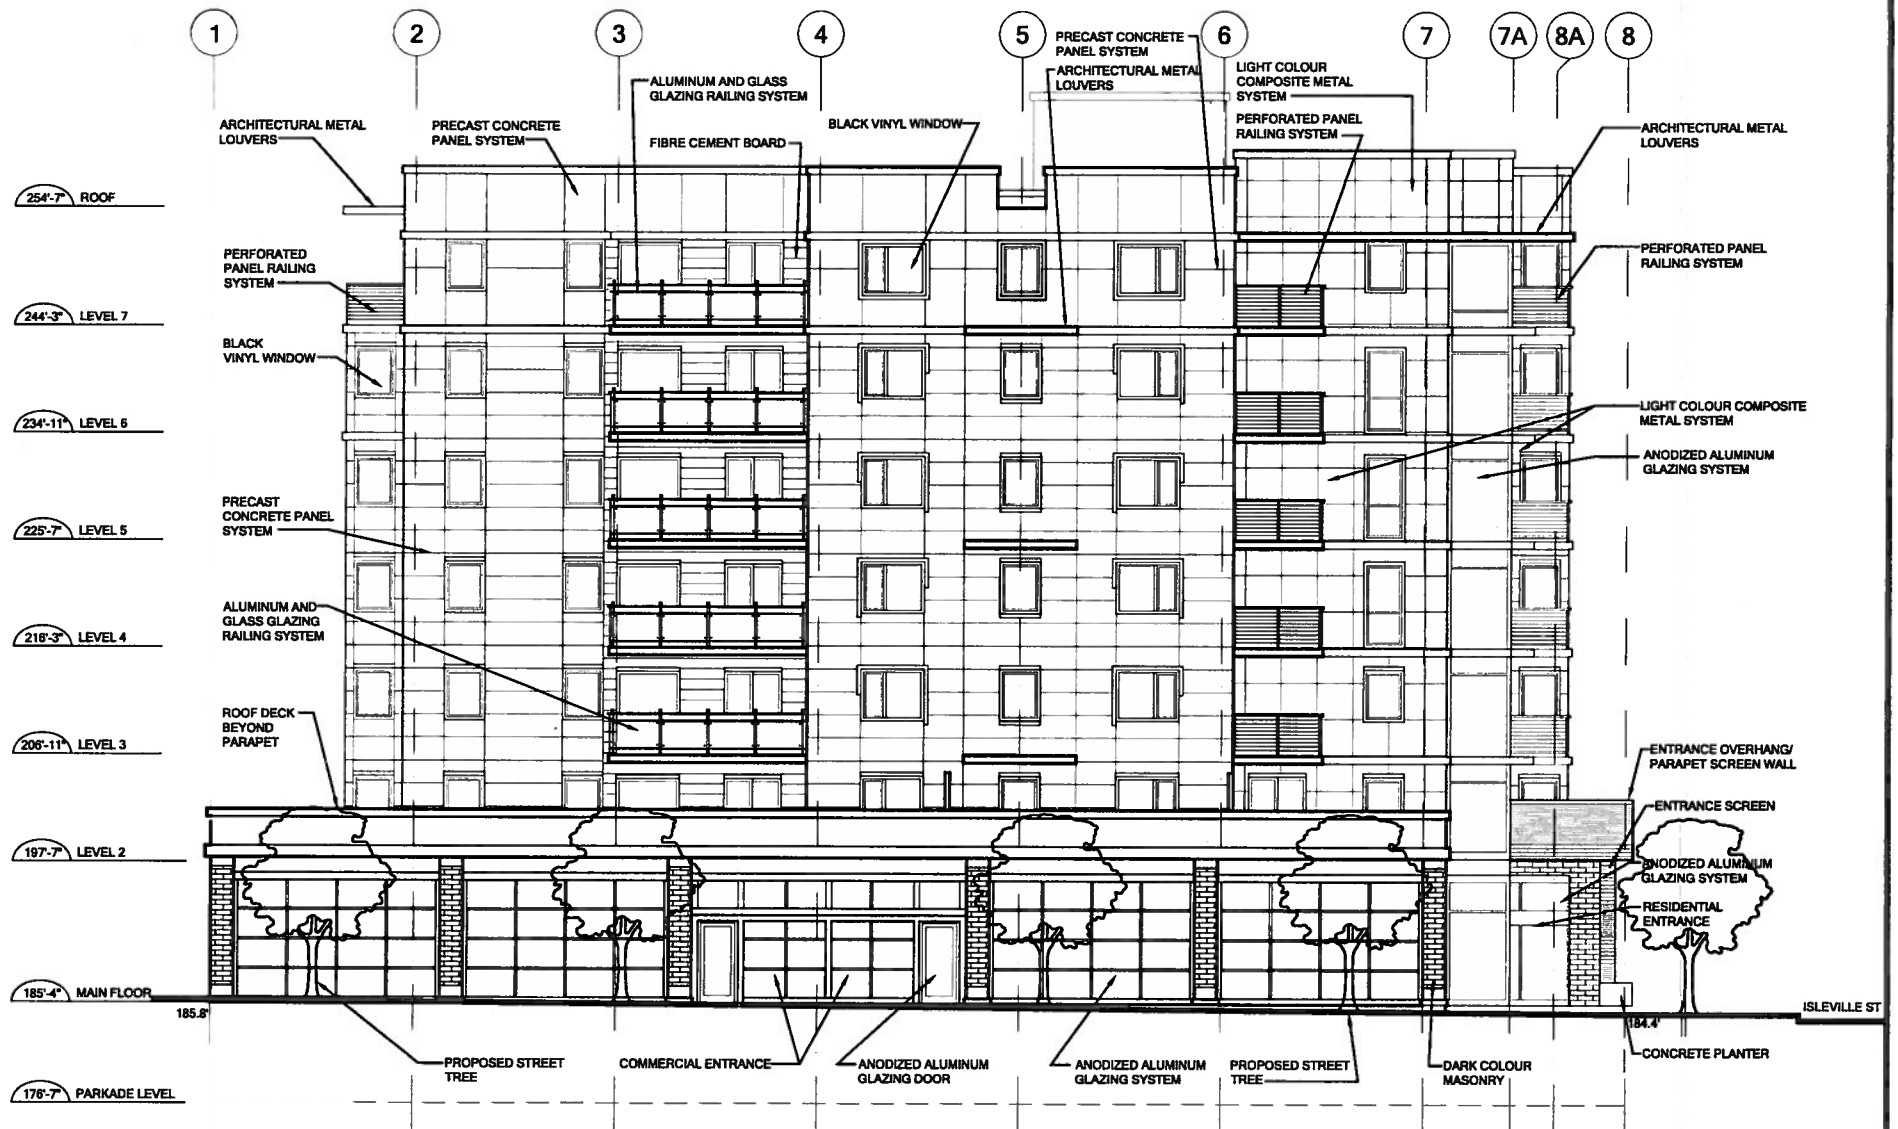 1
2
3
4
5
6
7
7A
8A
8
PRECAST CONCRETE
PANEL SYSTEM
ARCHITECTURAL METAL
LOUVERS
LIGHT COLOUR
COMPOSITE METAL
SYSTEM
ALUMINUM AND GLASS
GLAZING RAILING SYSTEM
ARCHITECTURAL METAL
LOUVERS
PRECAST CONCRETE
PANEL SYSTEM
FIBRE CEMENT BOARD
BLACK VINYL WINDOW
PERFORATED PANEL
RAILING SYSTEM
ARCHITECTURAL METAL
LOUVERS
254'-7" ROOF
PERFORATED
PANEL RAILING
SYSTEM
PERFORATED PANEL
RAILING SYSTEM
244'-3" LEVEL 7
BLACK
VINYL WINDOW
LIGHT COLOUR COMPOSITE
METAL SYSTEM
234'-11" LEVEL 6
ANODIZED ALUMINUM
GLAZING SYSTEM
PRECAST
CONCRETE PANEL
SYSTEM
225'-7" LEVEL 5
ALUMINUM AND
GLASS GLAZING
RAILING SYSTEM
216'-3" LEVEL 4
ROOF DECK
BEYOND
PARAPET
206'-11" LEVEL 3
ENTRANCE OVERHANG/
PARAPET SCREEN WALL
ENTRANCE SCREEN
197'-7" LEVEL 2
ANODIZED ALUMINIUM
GLAZING SYSTEM
RESIDENTIAL
ENTRANCE
185'-4" MAIN FLOOR
185.8'
184.4'
ISLEVILLE ST
PROPOSED STREET
TREE
COMMERCIAL ENTRANCE
ANODIZED ALUMINUM
GLAZING DOOR
ANODIZED ALUMINUM
GLAZING SYSTEM
PROPOSED STREET
TREE
DARK COLOUR
MASONRY
CONCRETE PLANTER
176'-7" PARKADE LEVEL